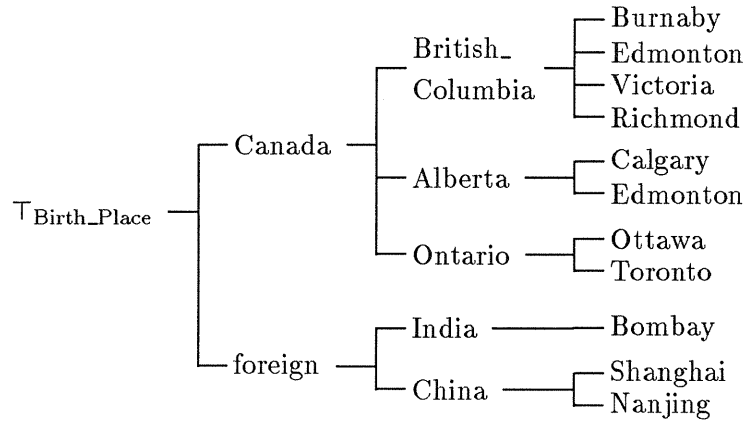 ⊤Birth_Place
Canada
British_
Columbia
Burnaby
Edmonton
Victoria
Richmond
Alberta
Calgary
Edmonton
Ontario
Ottawa
Toronto
foreign
India
Bombay
China
Shanghai
Nanjing